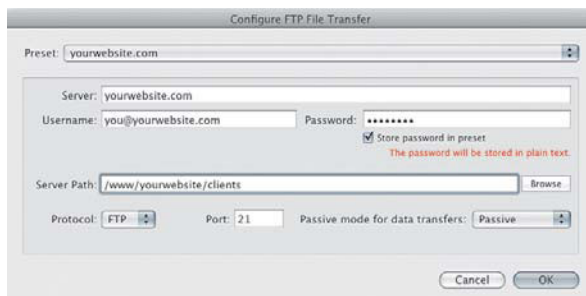 Configure FTP File Transfer
Preset: yourwebsite.com
Server: yourwebsite.com
Username: you@yourwebsite.com Password: ••••••••
Store password in preset
The password will be stored in plain text.
Server Path: /www/yourwebsite/clients Browse
Protocol: FTP Port: 21 Passive mode for data transfers: Passive
Cancel OK